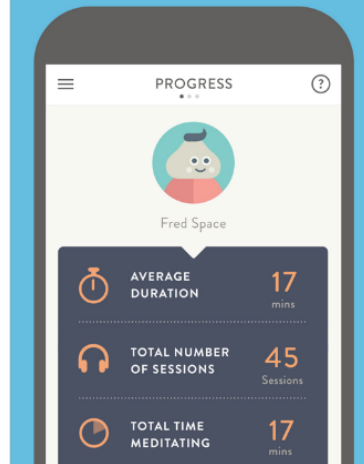 PROGRESS
?
Fred Space
AVERAGE
DURATION
17
mins
TOTAL NUMBER
OF SESSIONS
45
Sessions
TOTAL TIME
MEDITATING
17
mins